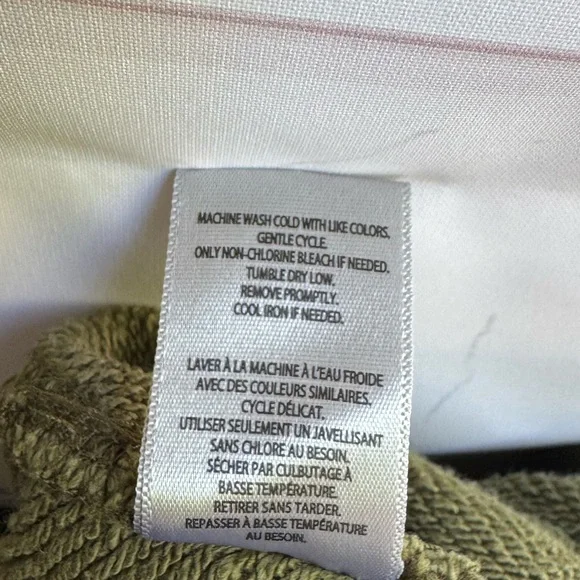 MACHINE WASH COLD WITH LIKE COLORS.
GENTLE CYCLE.
ONLY NON-CHLORINE BLEACH IF NEEDED.
TUMBLE DRY LOW.
REMOVE PROMPTLY.
COOL IRON IF NEEDED.
LAVER À LA MACHINE À L'EAU FROIDE
AVEC DES COULEURS SIMILAIRES.
CYCLE DÉLICAT.
UTILISER SEULEMENT UN JAVELLISANT
SANS CHLORE AU BESOIN.
SÉCHER PAR CULBUTAGE À
BASSE TEMPÉRATURE.
RETIRER SANS TARDER.
REPASSER À BASSE TEMPÉRATURE
AU BESOIN.